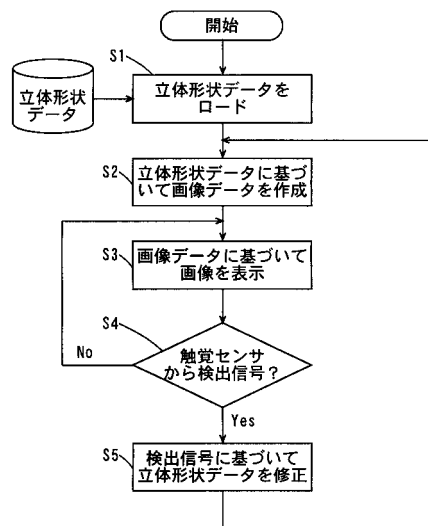 開始
S1
立体形状データを
ロード
立体形状
データ
S2
立体形状データに基づ
いて画像データを作成
S3
画像データに基づいて
画像を表示
S4
触覚センサ
から検出信号?
No
Yes
S5
検出信号に基づいて
立体形状データを修正